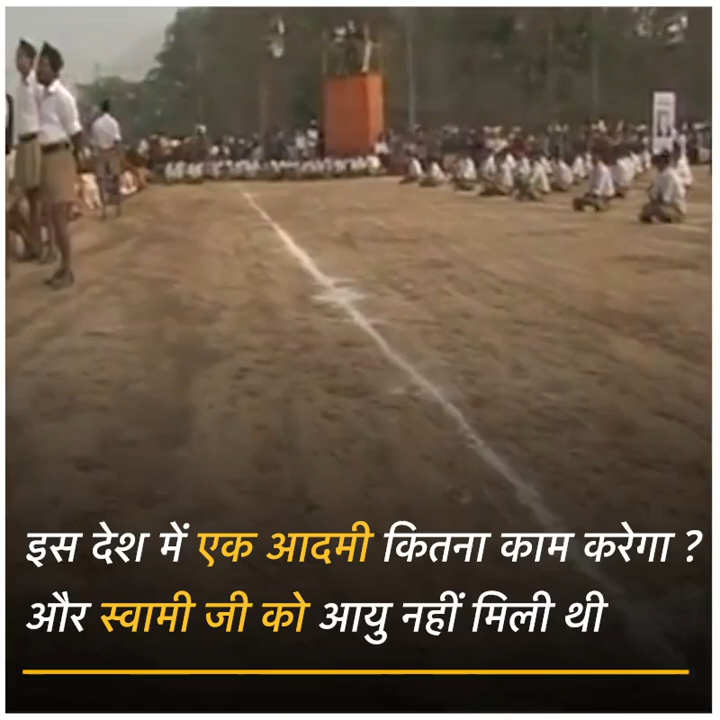 इस देश में एक आदमी कितना काम करेगा ?
और स्वामी जी को आयु नहीं मिली थी